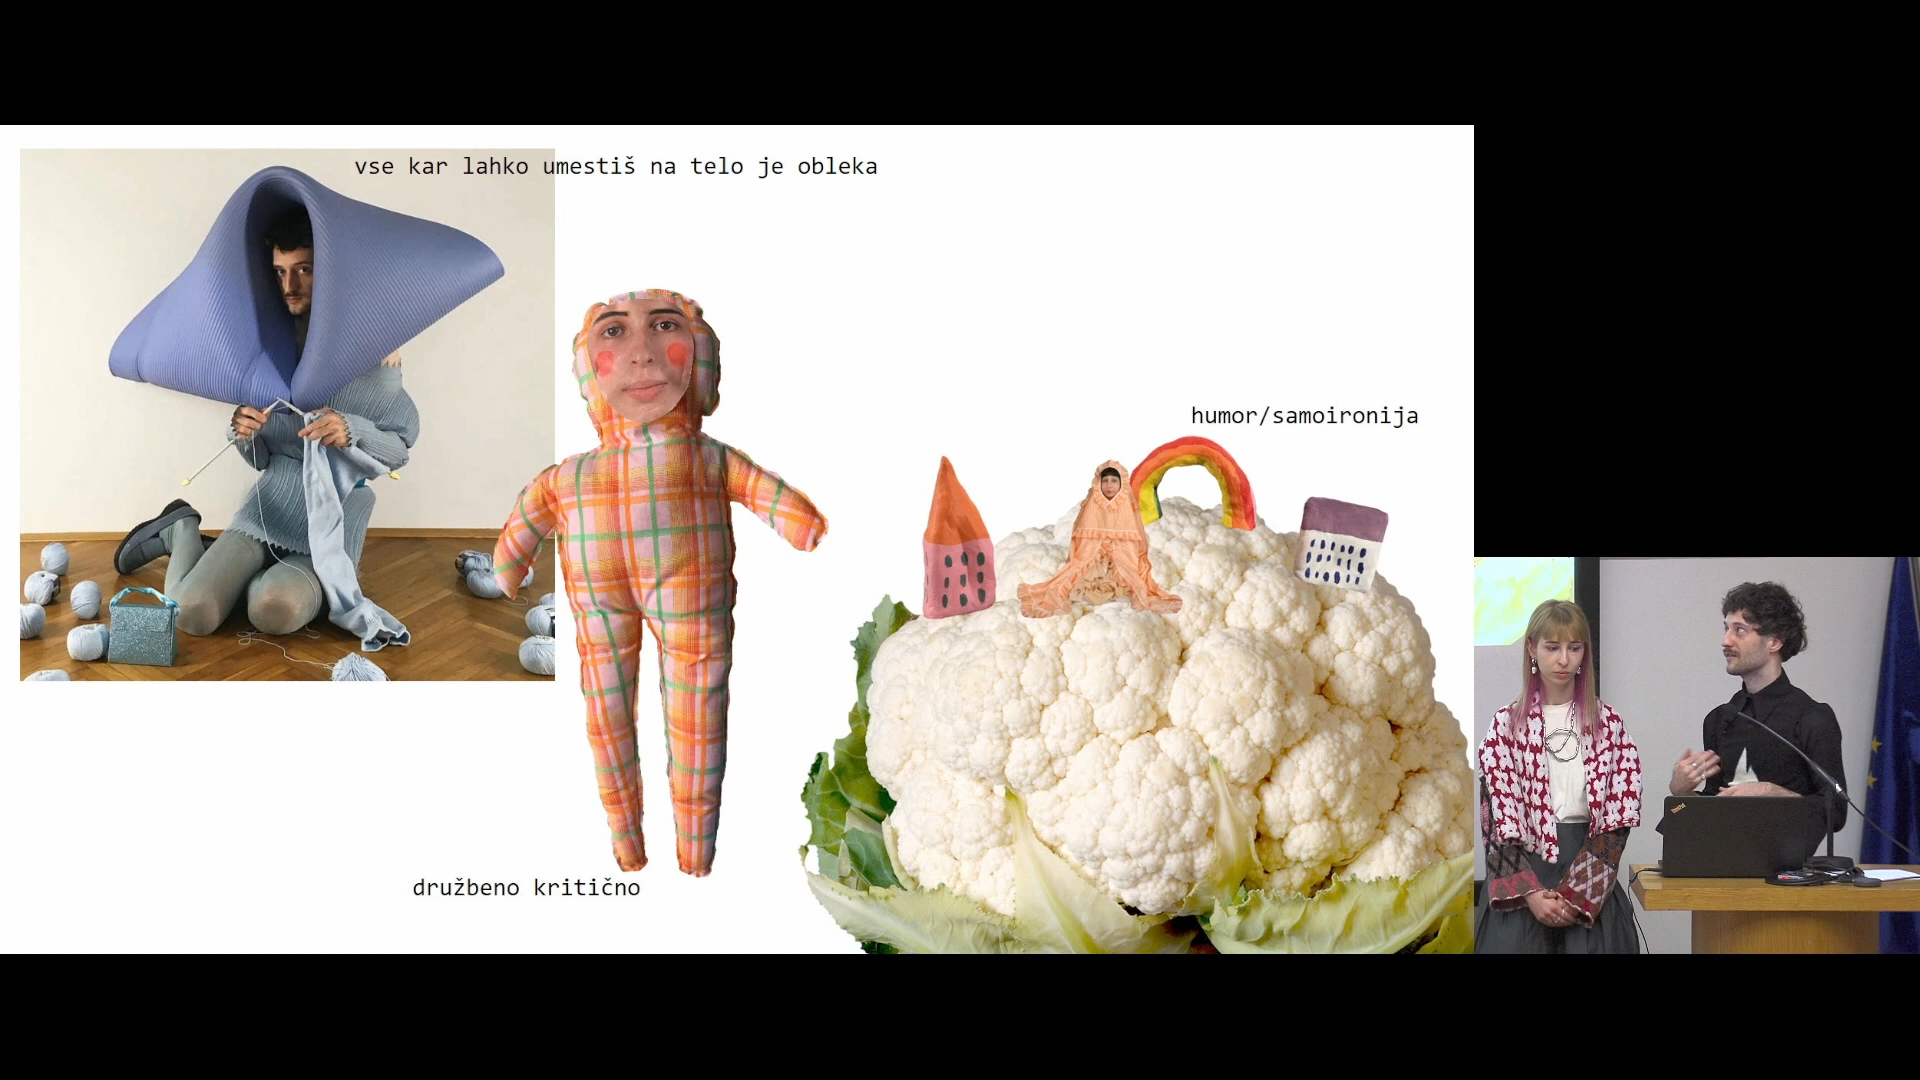 vse kar lahko umestiš na telo je obleka
humor/samoironija
družbeno kritično